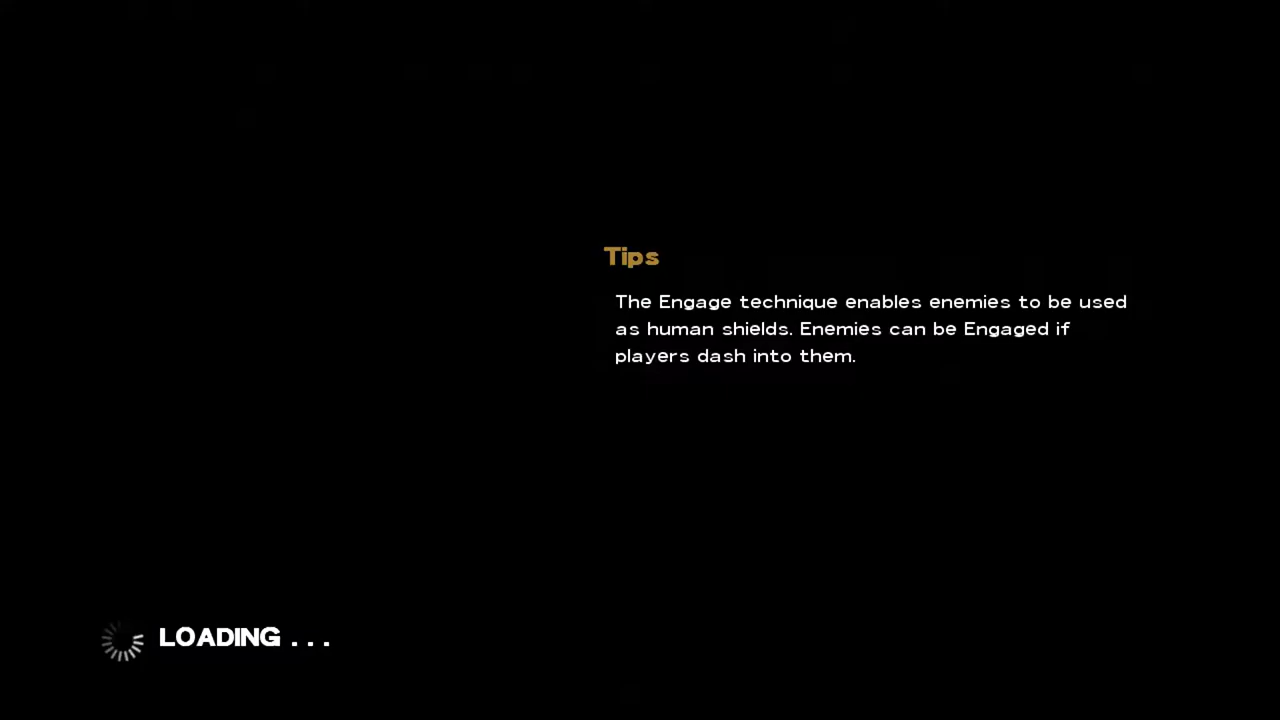 Tips
The Engage technique enables enemies to be used
as human shields. Enemies can be Engaged if
players dash into them.
LOADING . . .